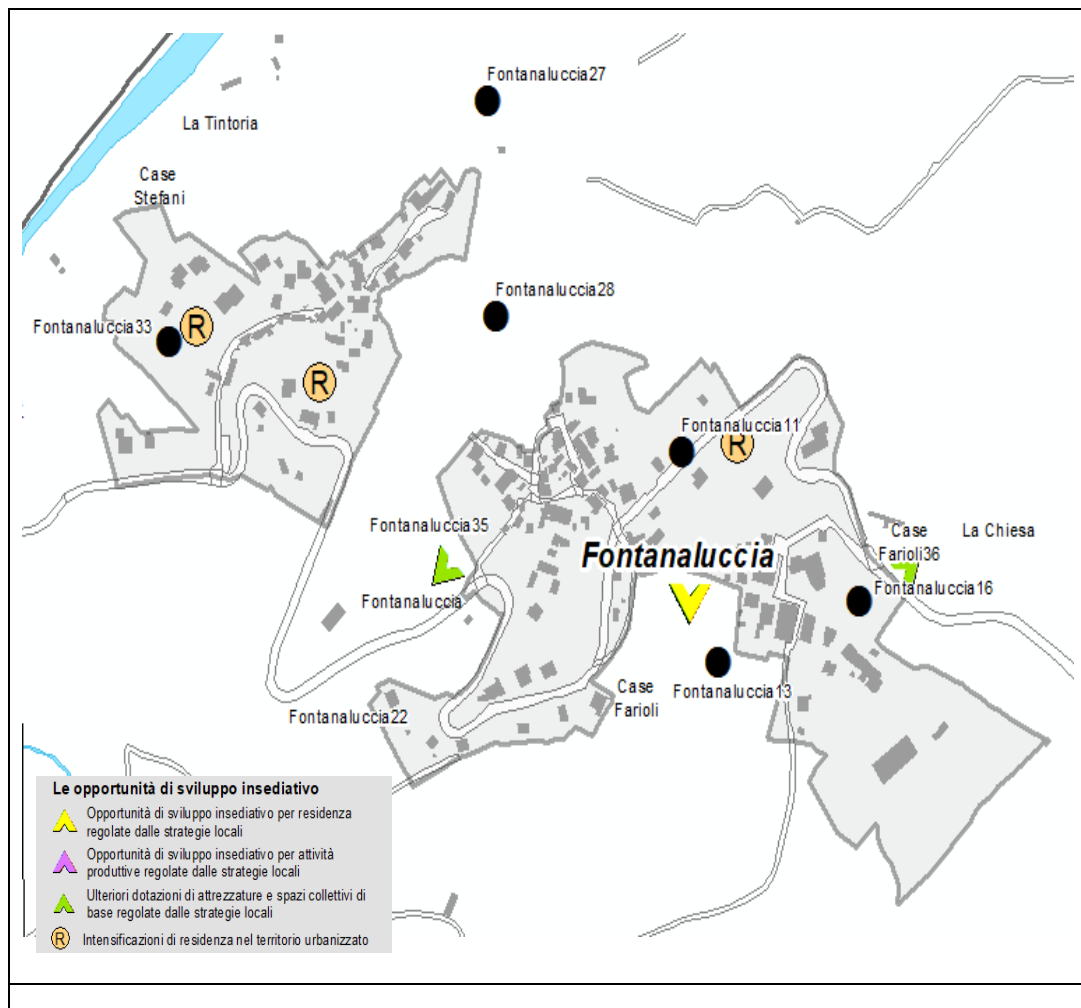 Fontanaluccia27
La Tintoria
Case
Stefani
Fontanaluccia28
Fontanaluccia33
R
R
Fontanaluccia11
R
Fontanaluccia35
Case
Farioli36
La Chiesa
Fontanaluccia
Fontanaluccia
Fontanaluccia16
Case
Farioli
Fontanaluccia13
Fontanaluccia22
Le opportunità di sviluppo insediativo
Opportunità di sviluppo insediativo per residenza
regolate dalle strategie locali
Opportunità di sviluppo insediativo per attività
produttive regolate dalle strategie locali
Ulteriori dotazioni di attrezzature e spazi collettivi di
base regolate dalle strategie locali
R Intensificazioni di residenza nel territorio urbanizzato